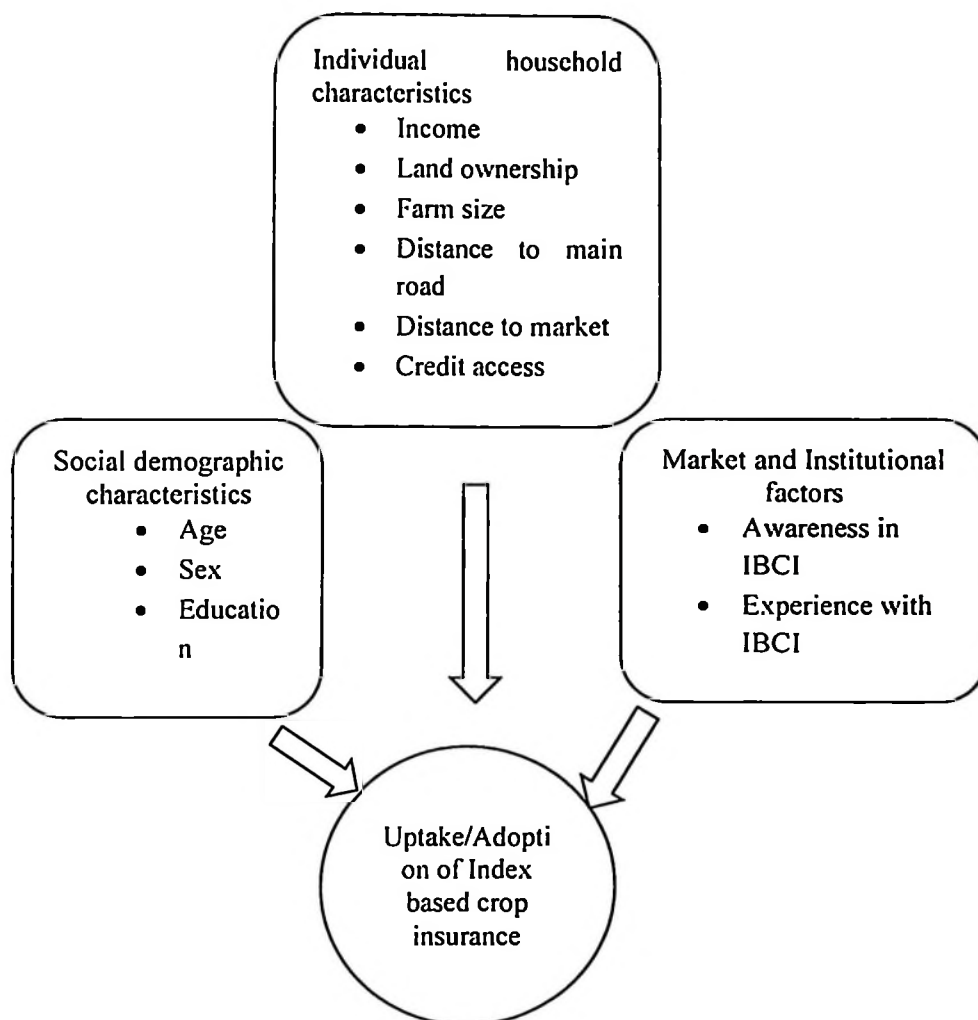 Individual household
characteristics
• Income
• Land ownership
• Farm size
• Distance to main
road
• Distance to market
• Credit access
Social demographic
characteristics
• Age
• Sex
• Educatio
n
Market and Institutional
factors
• Awareness in
IBCI
• Experience with
IBCI
Uptake/Adopti
on of Index
based crop
insurance